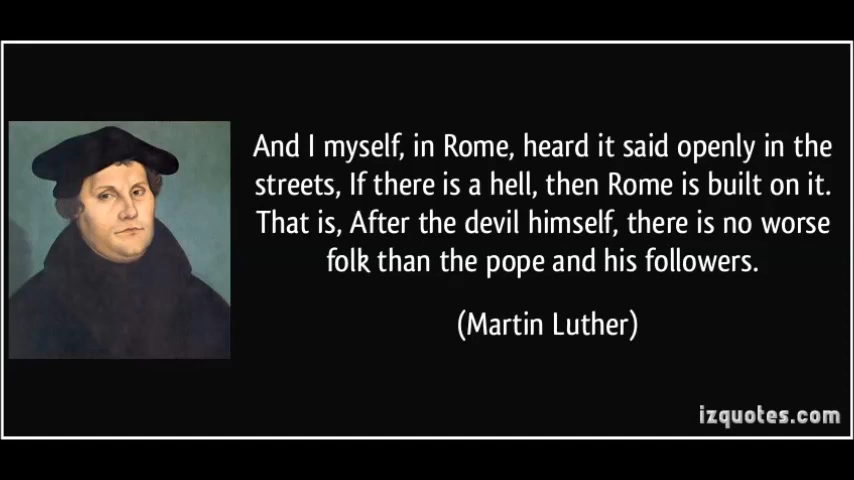 And I myself, in Rome, heard it said openly in the
streets, If there is a hell, then Rome is built on it.
That is, After the devil himself, there is no worse
folk than the pope and his followers.
(Martin Luther)
izquotes.com